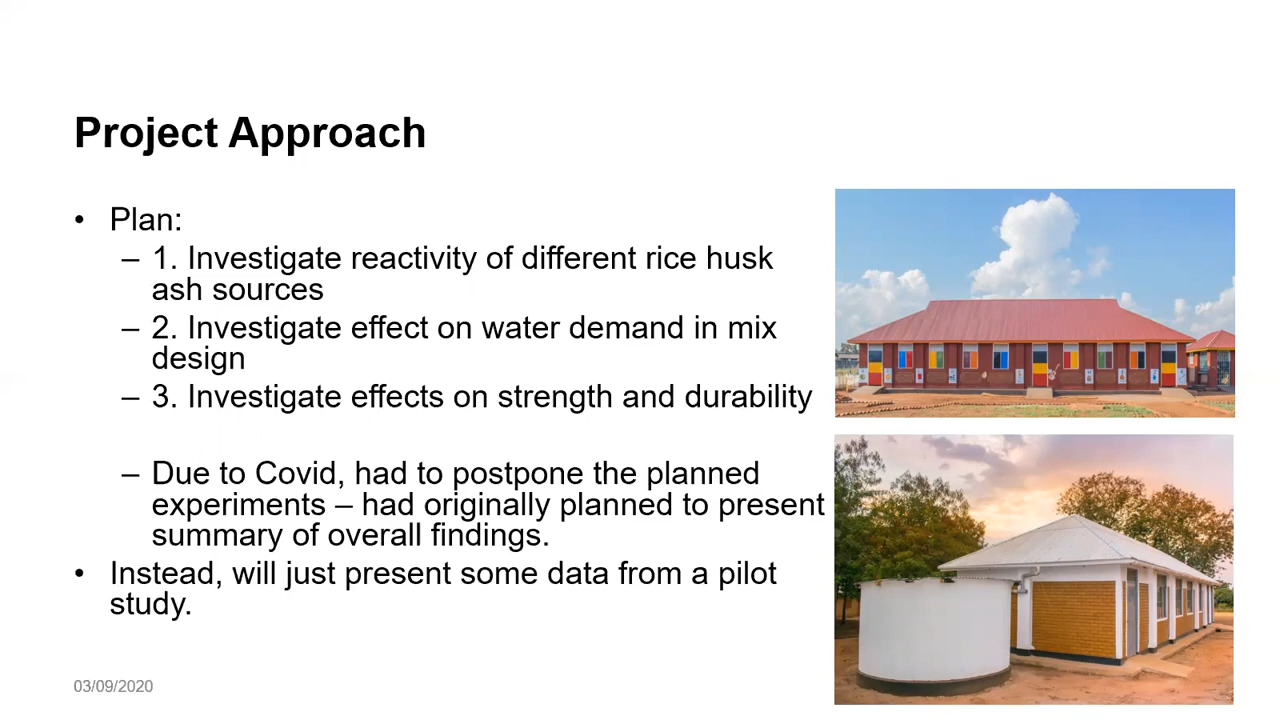 Project Approach
• Plan:
– 1. Investigate reactivity of different rice husk
ash sources
– 2. Investigate effect on water demand in mix
design
– 3. Investigate effects on strength and durability
– Due to Covid, had to postpone the planned
experiments – had originally planned to present
summary of overall findings.
• Instead, will just present some data from a pilot
study.
03/09/2020